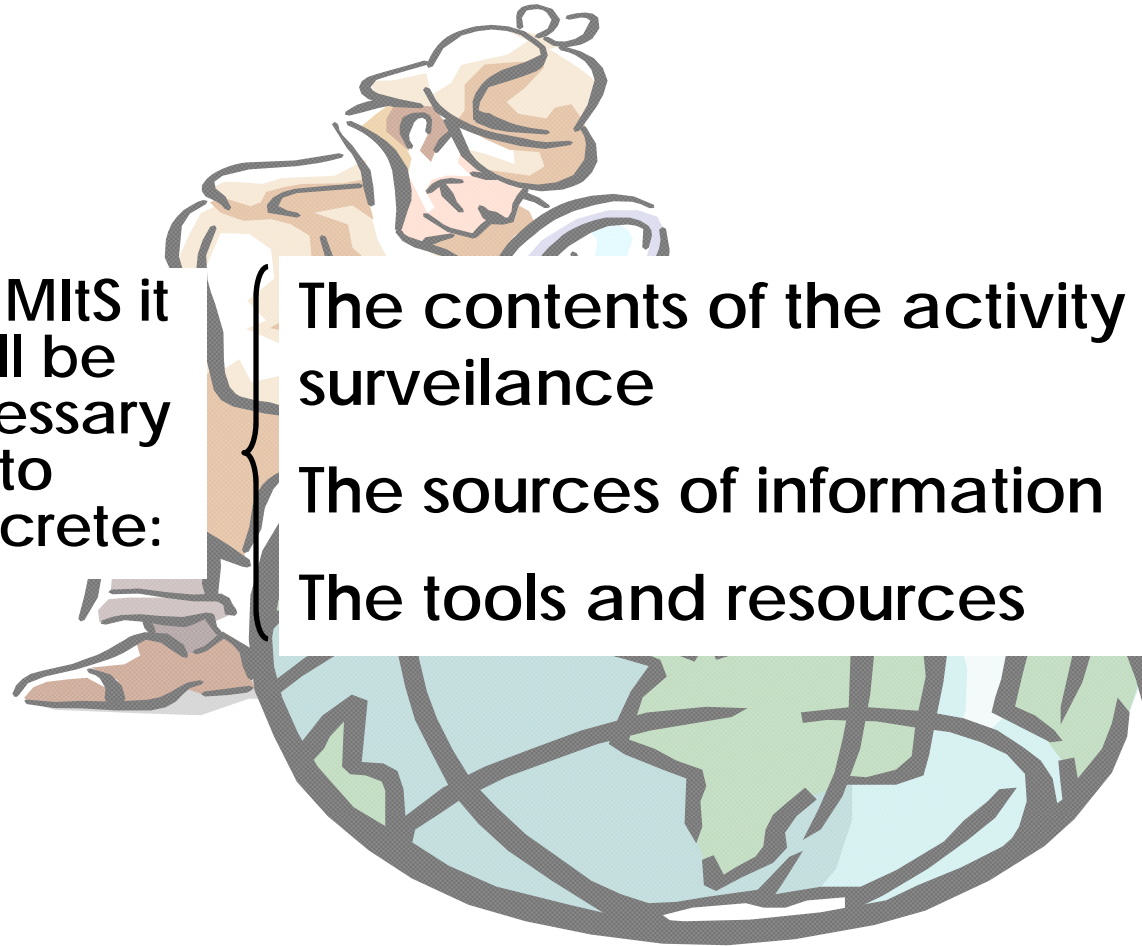 MItS it
ll be
essary
to
crete:
The contents of the activity
surveilance
The sources of information
The tools and resources